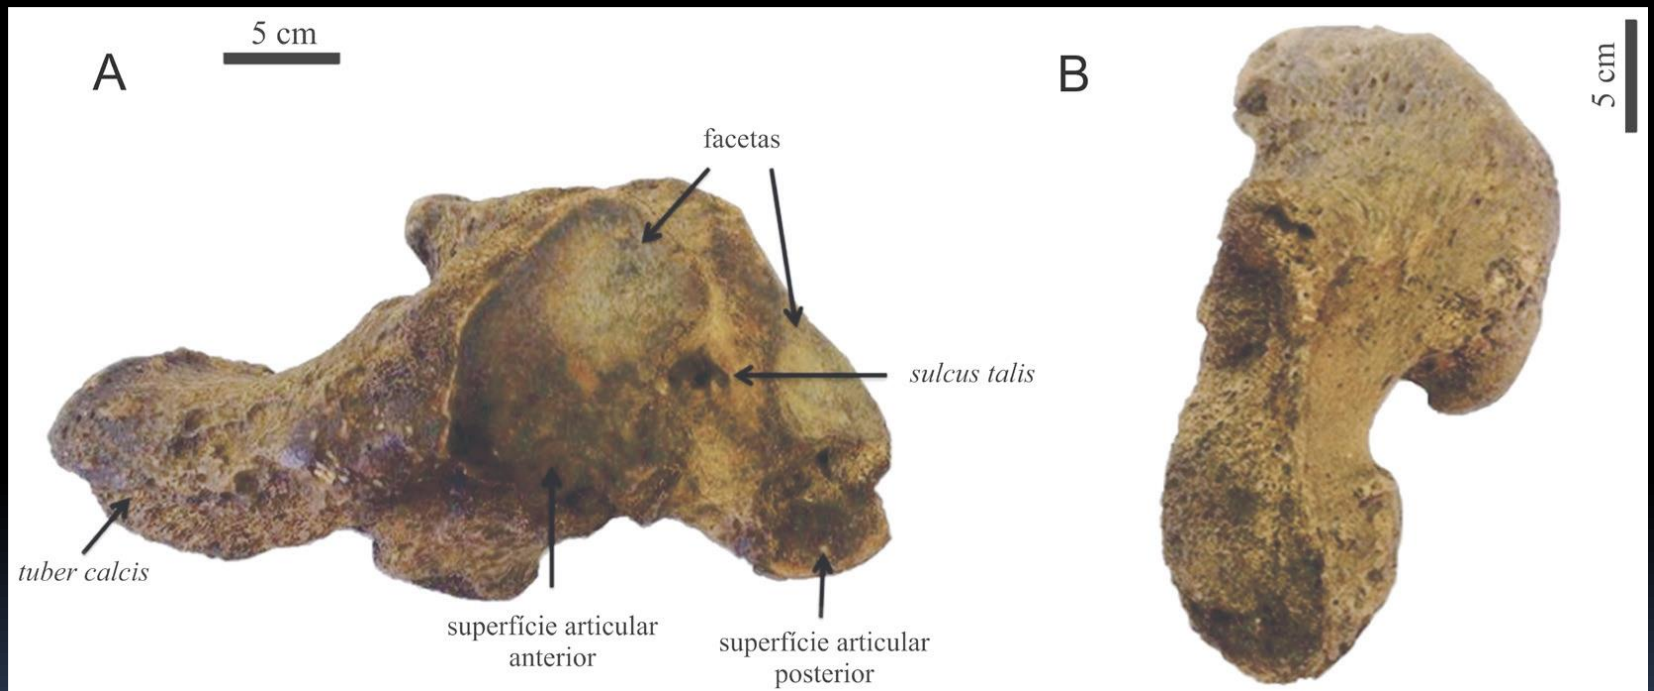 A
5 cm
B
5 cm
facetas
sulcus talis
tuber calcis
superfície articular
anterior
superfície articular
posterior